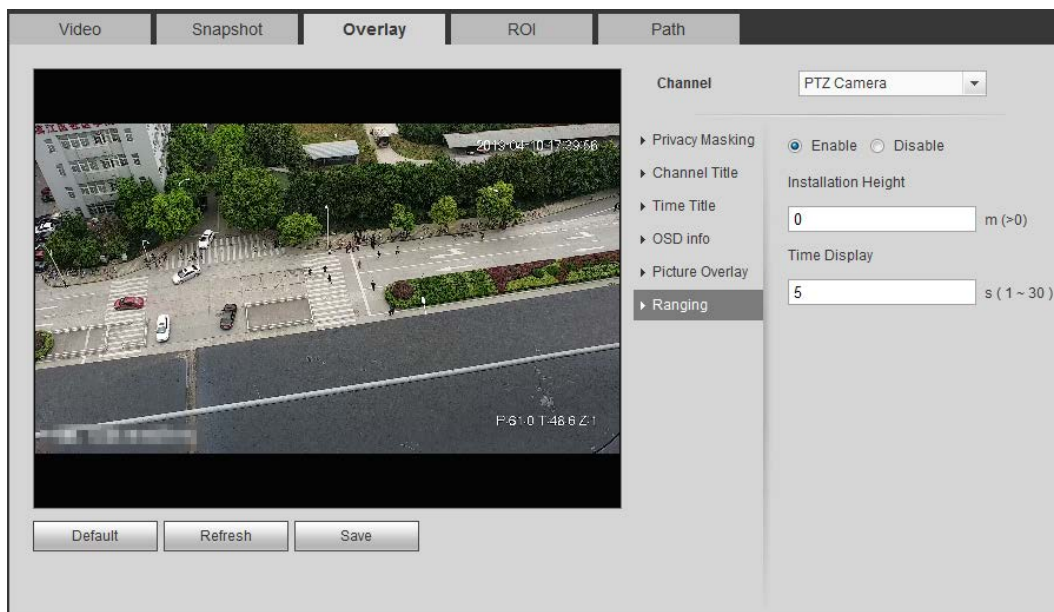 Video Snapshot Overlay ROI Path
Channel PTZ Camera
Privacy Masking
Channel Title
Time Title
OSD info
Picture Overlay
Ranging
Enable Disable
Installation Height
0 m (>0)
Time Display
5 s ( 1 ~ 30 )
2013-04-10 17:39:56
P:61.0 T:48.6 Z:1
Default Refresh Save